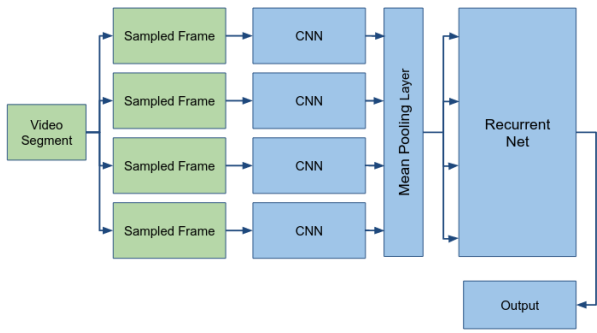 Video
Segment
Sampled Frame
CNN
Sampled Frame
CNN
Sampled Frame
CNN
Sampled Frame
CNN
Mean Pooling Layer
Recurrent
Net
Output